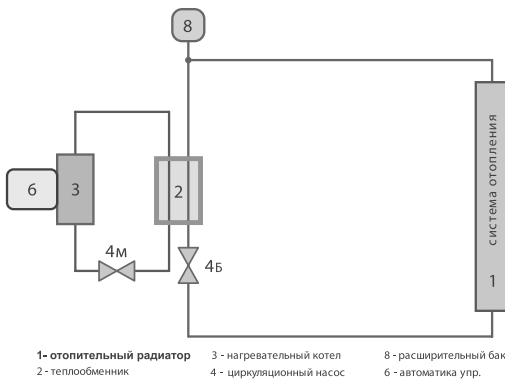 8
система отопления
6
3
2
4м
4Б
1
1- отопительный радиатор 3 - нагревательный котел 8 - расширительный бак
2 - теплообменник 4 - циркуляционный насос 6 - автоматика упр.